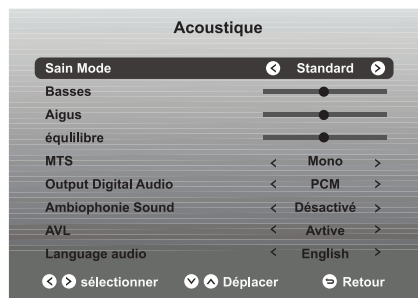 Acoustique
Sain Mode Standard
Basses
Aigus
équlilibre
MTS < Mono >
Output Digital Audio < PCM >
Ambiophonie Sound < Désactivé >
AVL < Avtive >
Language audio < English >
sélectionner Déplacer Retour